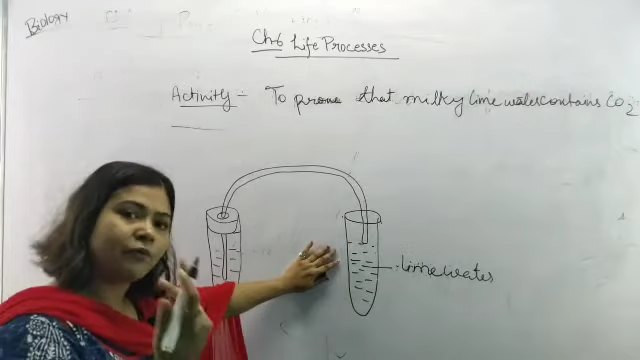 Biology
Ch-6 Life Processes
Activity :- To prove that milky lime water contains CO2
lime water